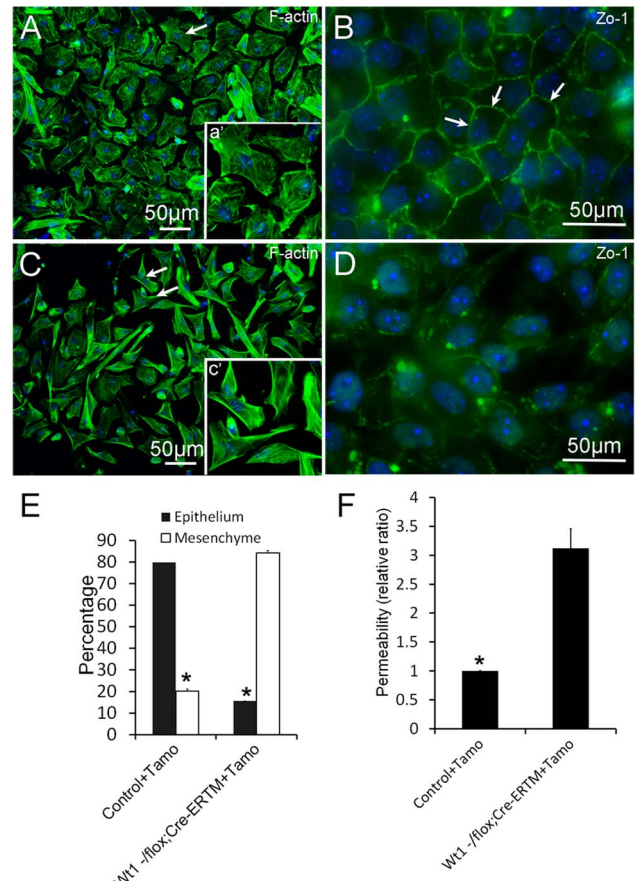 A
F-actin
a'
50µm
B
Zo-1
50µm
C
F-actin
c'
50µm
D
Zo-1
50µm
E
Epithelium
Mesenchyme
Percentage
90
80
70
60
50
40
30
20
10
0
*
*
Control+Tamo
Wt1 -/flox;Cre-ERTM+Tamo
F
Permeability (relative ratio)
4
3.5
3
2.5
2
1.5
1
0.5
0
*
Control+Tamo
Wt1 -/flox;Cre-ERTM+Tamo